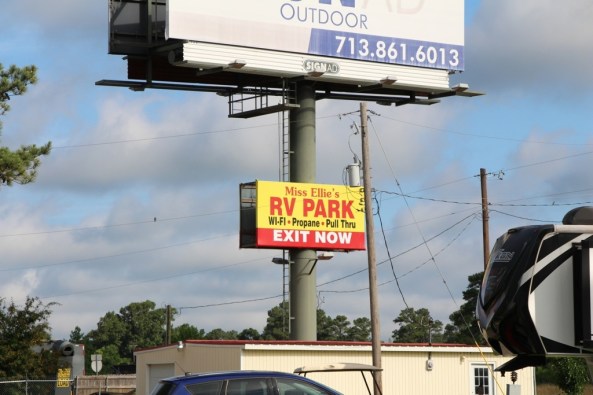 OUTDOOR
713.861.6013
SIGNAD
Miss Ellie's
RV PARK
WI-FI • Propane • Pull Thru
EXIT NOW